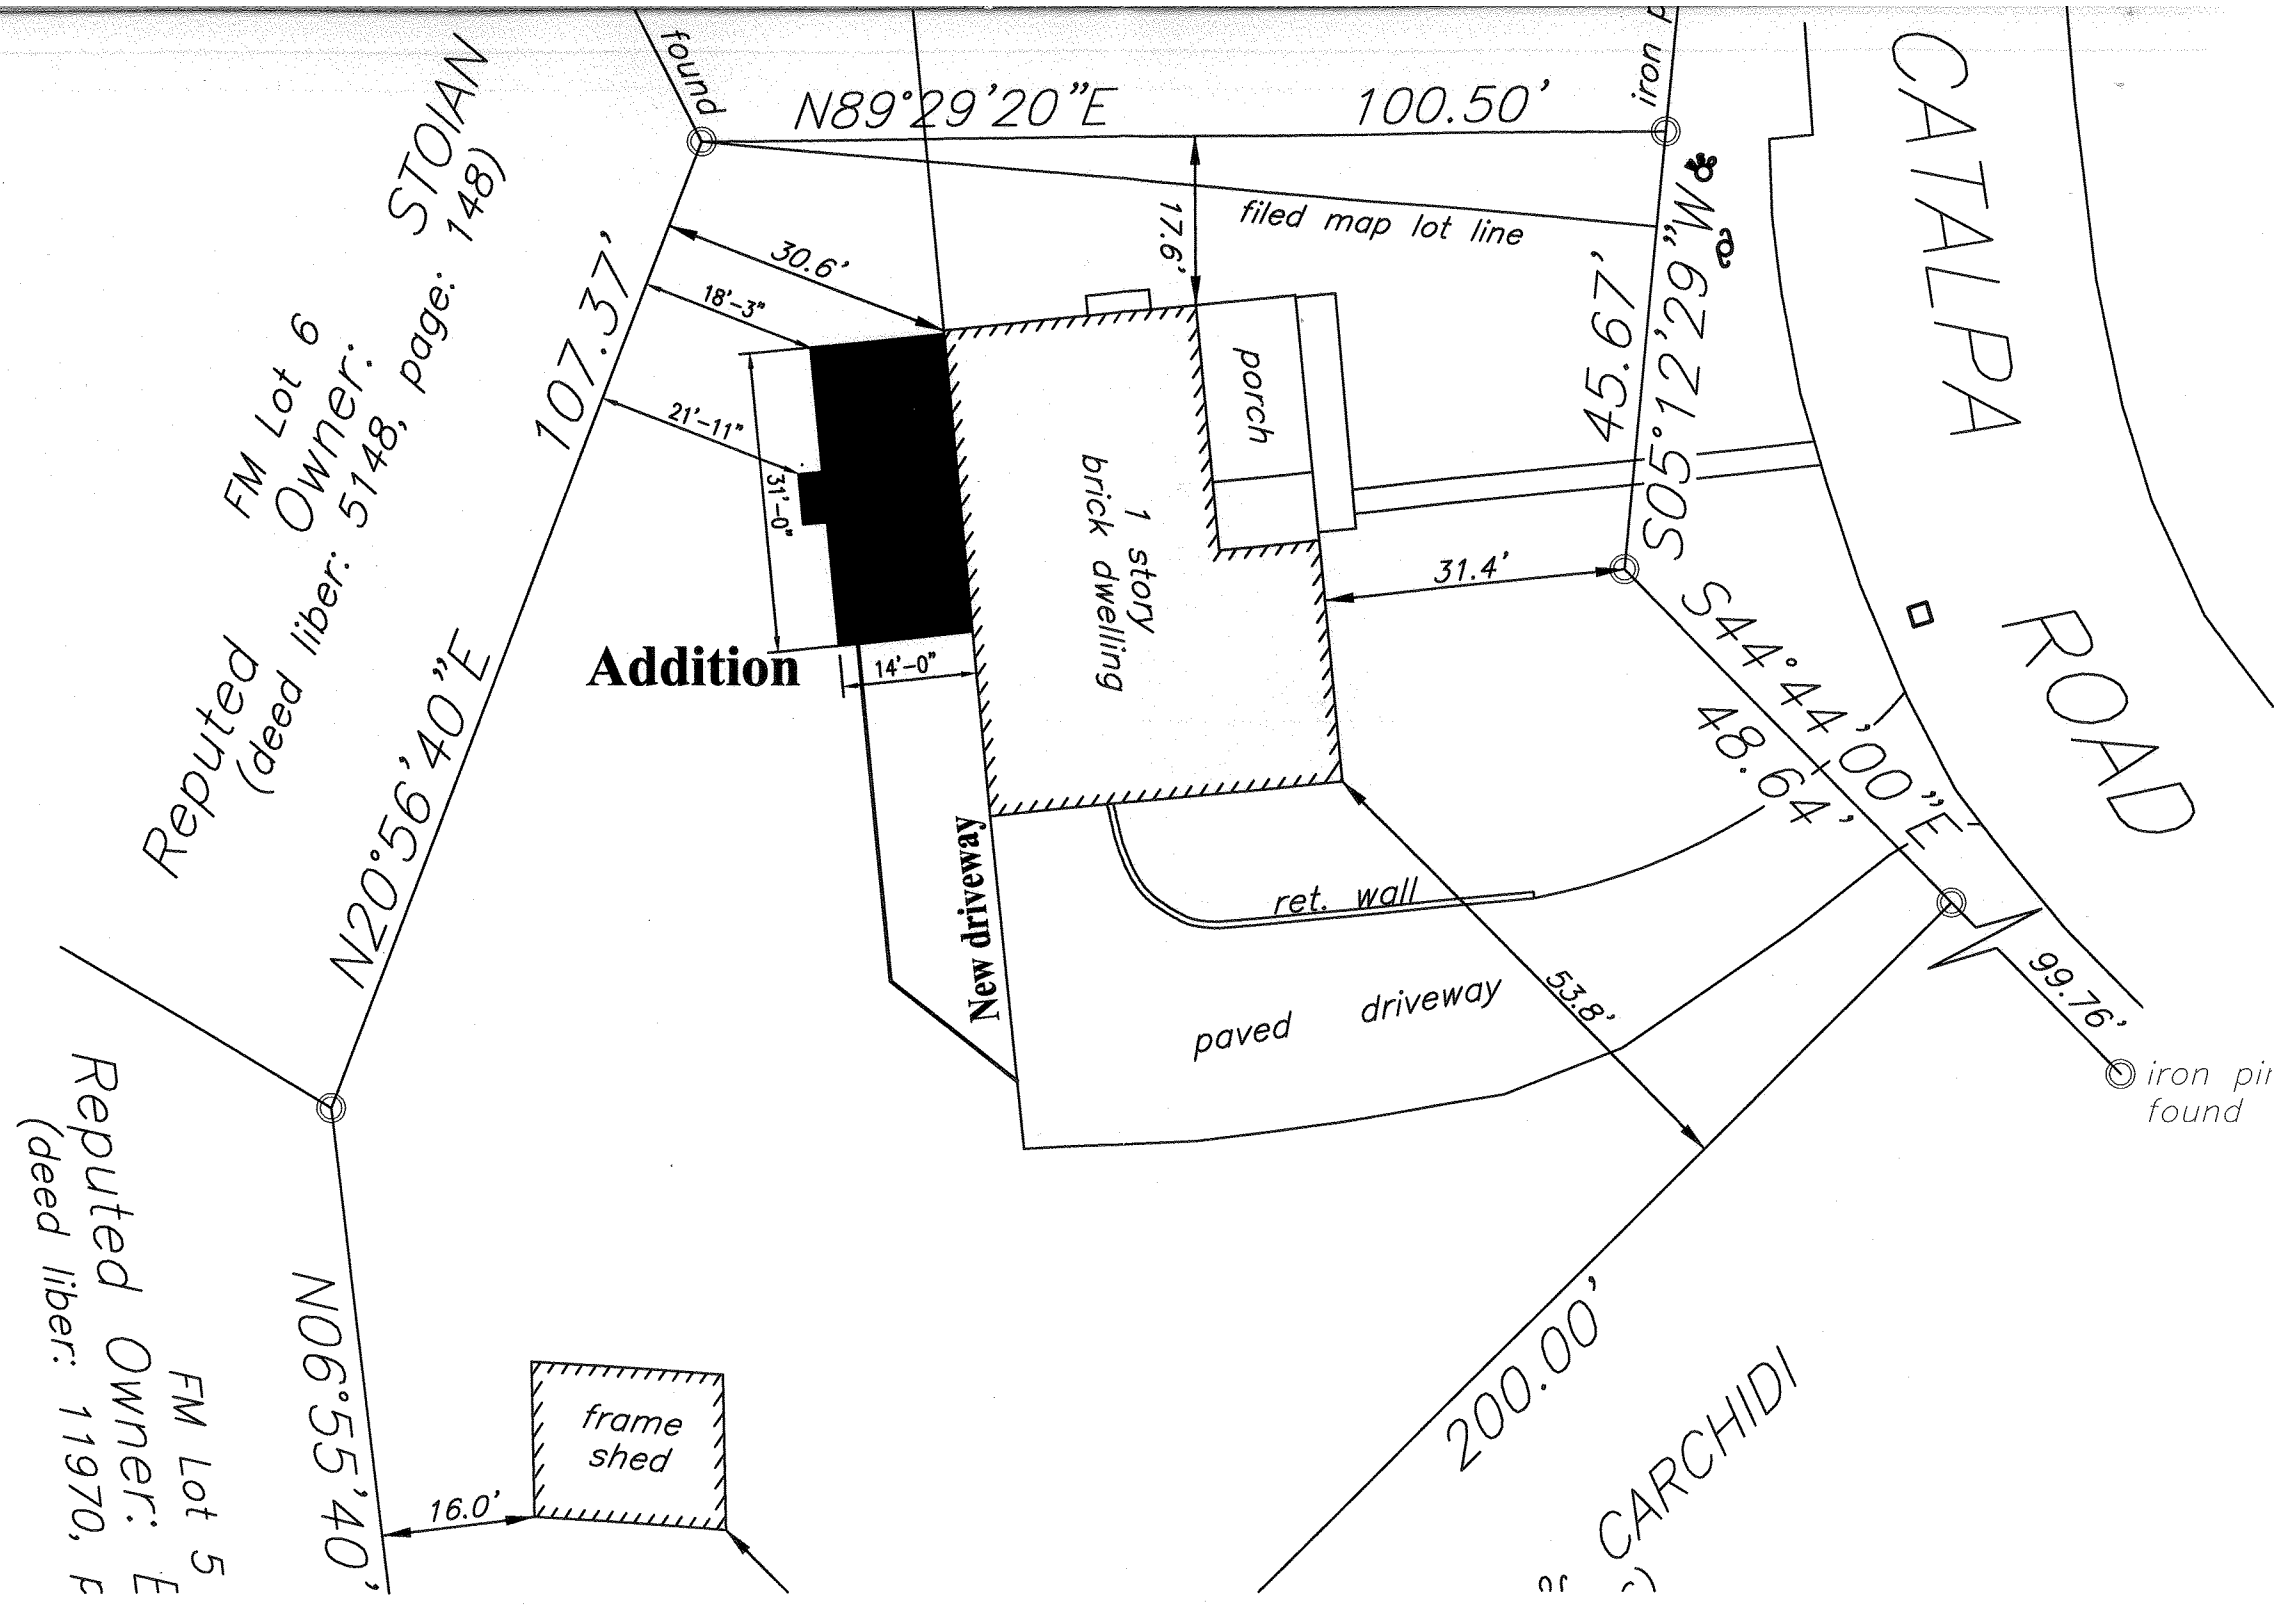 found
N89°29'20"E 100.50'
iron
CATALPA
ROAD
STOIAN
FM Lot 6
Owner:
Reputed
(deed liber: 5148, page: 148)
107.37'
N20°56'40"E
30.6'
18'-3"
21'-11"
31'-0"
17.6'
filed map lot line
45.67'
S05°12'29"W
porch
1 story
brick dwelling
31.4'
S44°44'00"E
48.64'
Addition
14'-0"
New driveway
ret. wall
paved driveway
53.8'
99.76'
iron pin
found
200.00'
CARCHIDI
FM Lot 5
Reputed Owner: E
(deed liber: 11970, p
N06°55'40'
frame
shed
16.0'